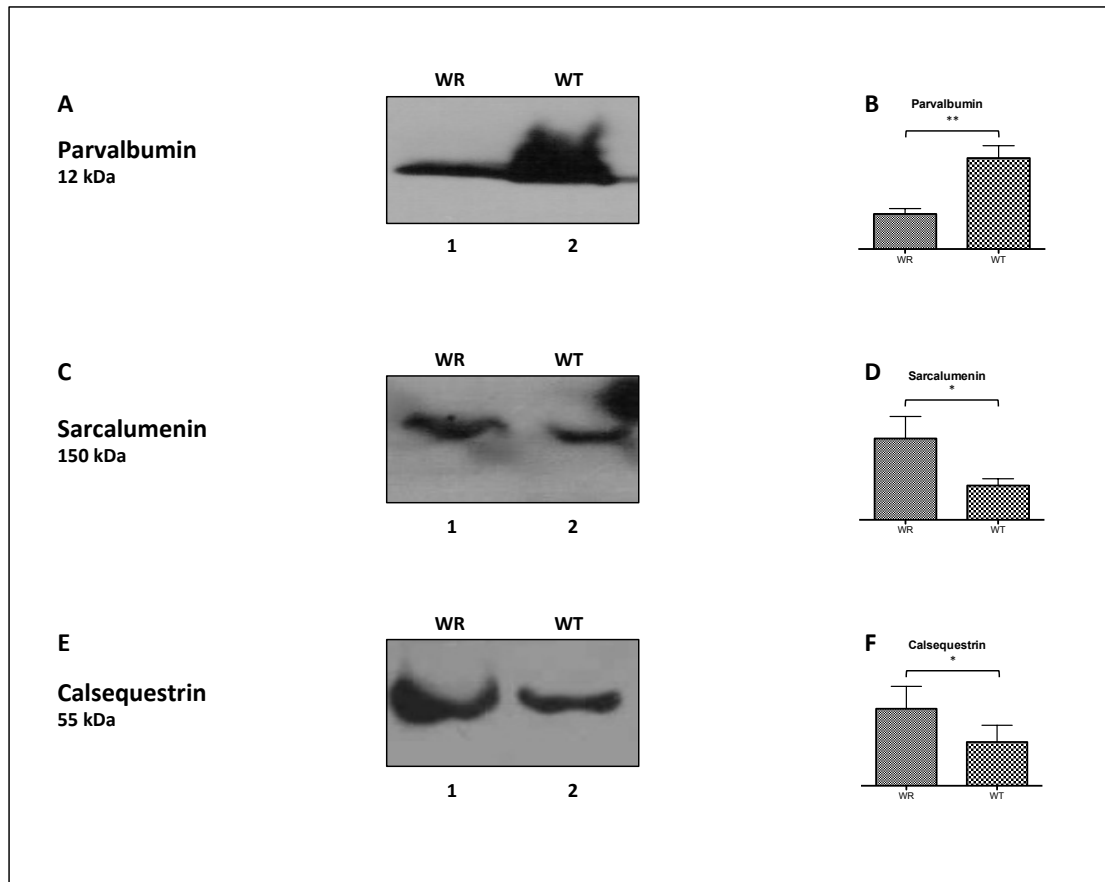 WR WT
A
Parvalbumin
12 kDa
1 2
B
Parvalbumin
**
WR WT
WR WT
C
Sarcalumenin
150 kDa
1 2
D
Sarcalumenin
*
WR WT
WR WT
E
Calsequestrin
55 kDa
1 2
F
Calsequestrin
*
WR WT